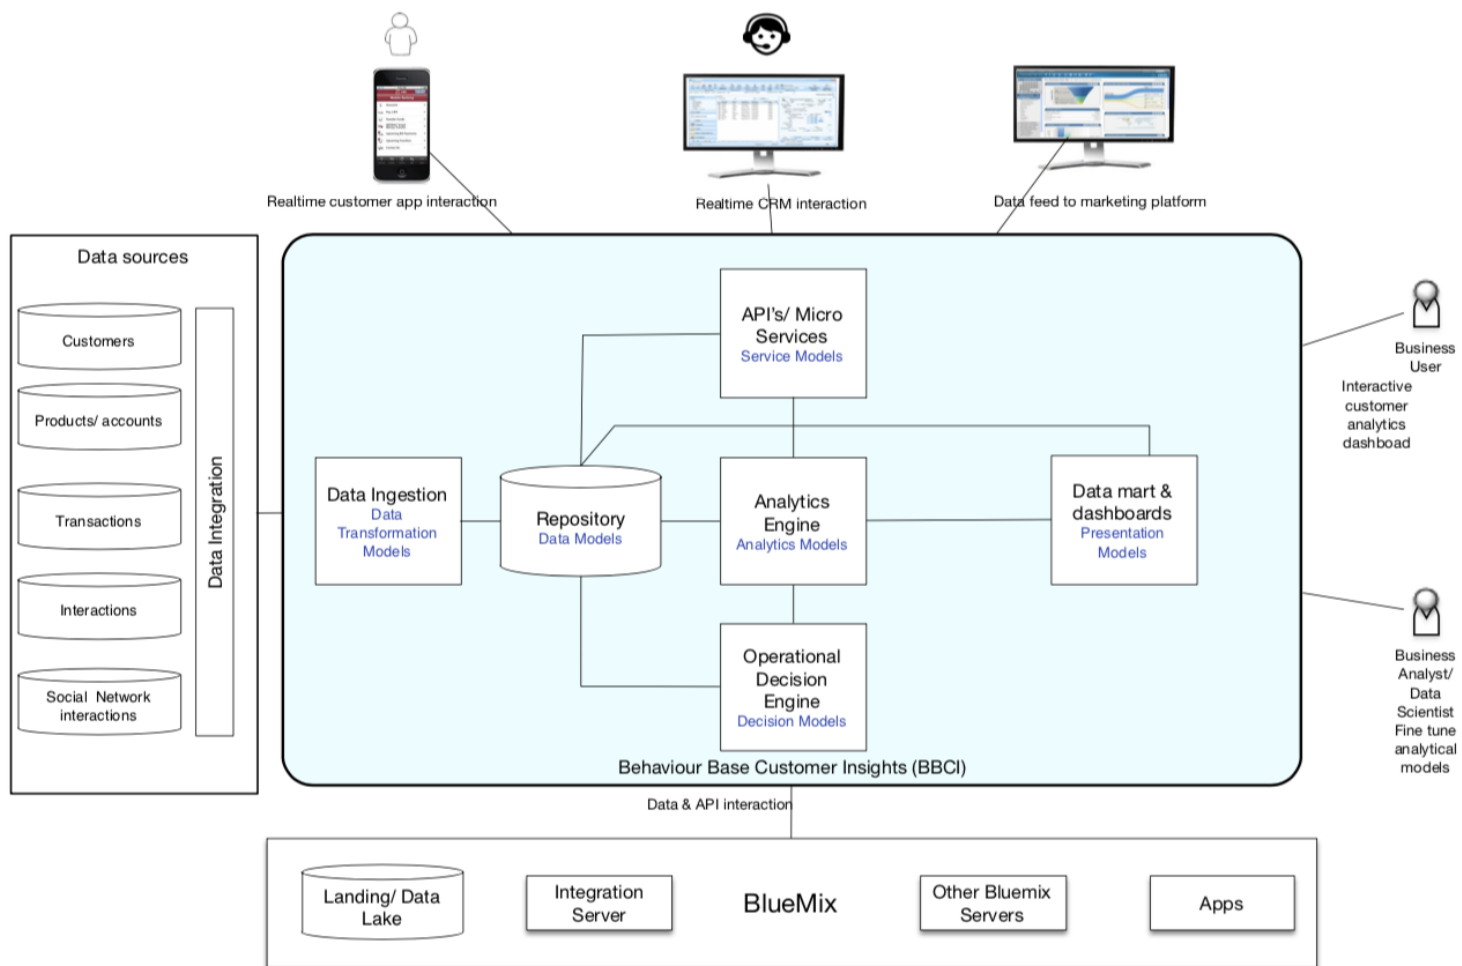 Realtime customer app interaction
Realtime CRM interaction
Data feed to marketing platform
Data sources
Customers
Products/ accounts
Transactions
Interactions
Social Network
interactions
Data Integration
API's/ Micro
Services
Service Models
Data Ingestion
Data
Transformation
Models
Repository
Data Models
Analytics
Engine
Analytics Models
Data mart &
dashboards
Presentation
Models
Operational
Decision
Engine
Decision Models
Behaviour Base Customer Insights (BBCI)
Business
User
Interactive
customer
analytics
dashboad
Business
Analyst/
Data
Scientist
Fine tune
analytical
models
Data & API interaction
Landing/ Data
Lake
Integration
Server
BlueMix
Other Bluemix
Servers
Apps